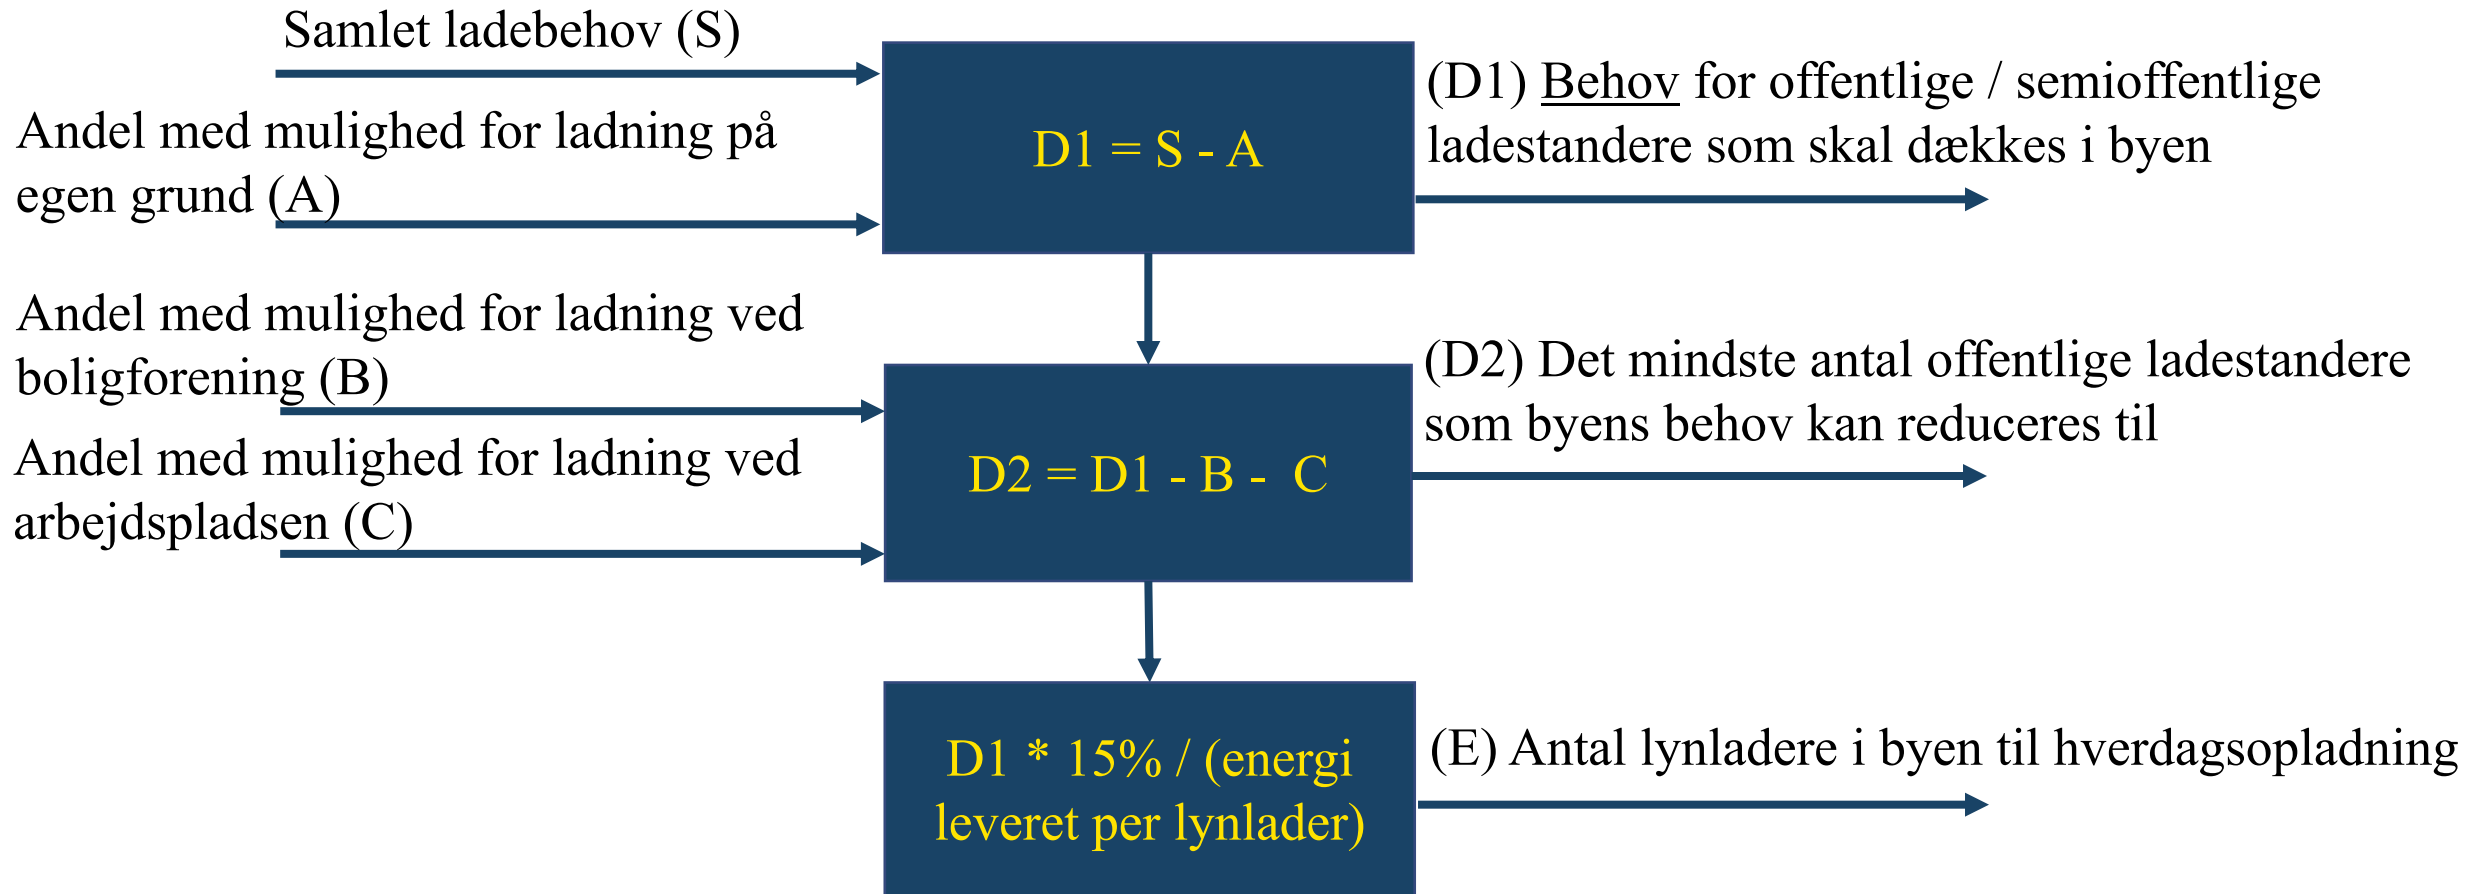 Samlet ladebehov (S)
Andel med mulighed for ladning på
egen grund (A)
D1 = S - A
(D1) Behov for offentlige / semioffentlige
ladestandere som skal dækkes i byen
Andel med mulighed for ladning ved
boligforening (B)
Andel med mulighed for ladning ved
arbejdspladsen (C)
D2 = D1 - B - C
(D2) Det mindste antal offentlige ladestandere
som byens behov kan reduceres til
D1 * 15% / (energi
leveret per lynlader)
(E) Antal lynladere i byen til hverdagsopladning